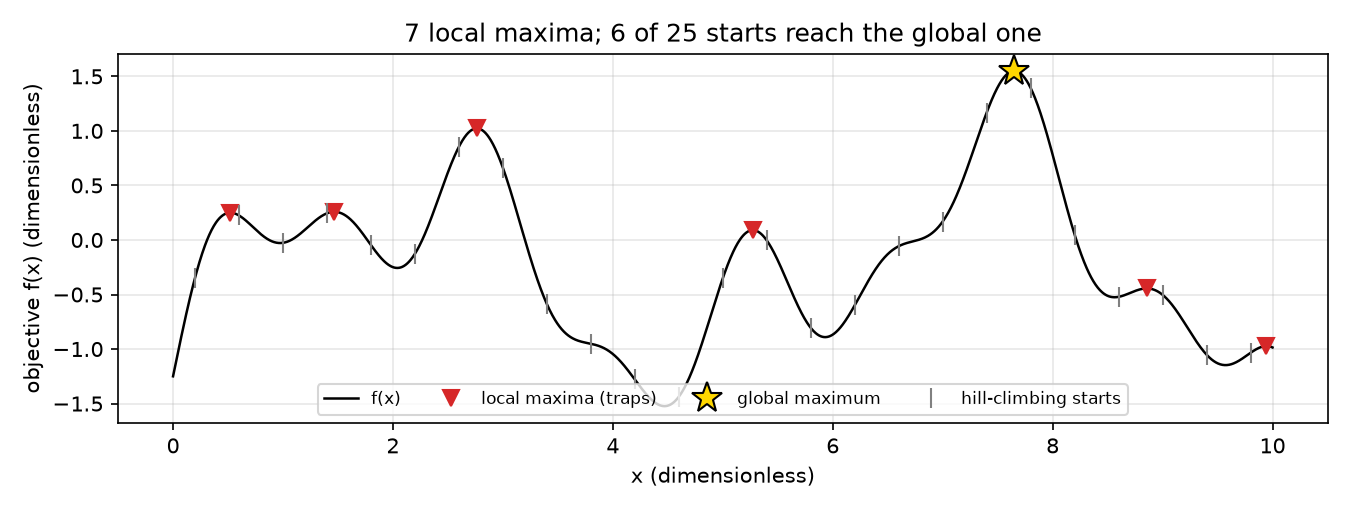 7 local maxima; 6 of 25 starts reach the global one
objective f(x) (dimensionless)
1.5
1.0
0.5
0.0
−0.5
−1.0
−1.5
f(x)
local maxima (traps)
global maximum
hill-climbing starts
0 2 4 6 8 10
x (dimensionless)